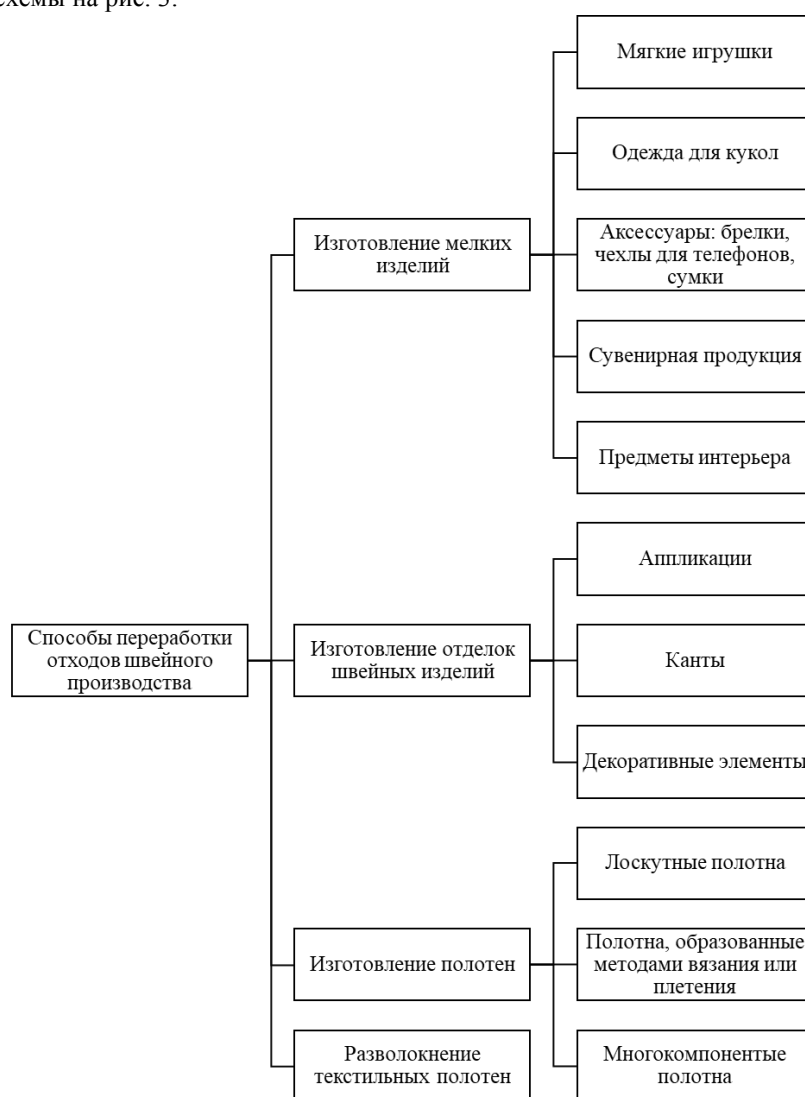 схемы на рис. 3.
Мягкие игрушки
Одежда для кукол
Изготовление мелких
изделий
Аксессуары: брелки,
чехлы для телефонов,
сумки
Сувенирная продукция
Предметы интерьера
Аппликации
Способы переработки
отходов швейного
производства
Изготовление отделок
швейных изделий
Канты
Декоративные элементы
Лоскутные полотна
Изготовление полотен
Полотна, образованные
методами вязания или
плетения
Разволокнение
текстильных полотен
Многокомпонентые
полотна